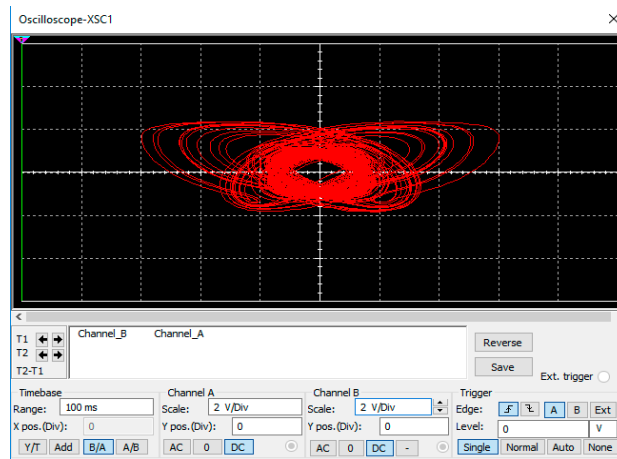 Oscilloscope-XSC1
T1
T2
T2-T1
Channel_B Channel_A
Reverse
Save
Ext. trigger
Timebase
Range: 100 ms
X pos.(Div): 0
Y/T Add B/A A/B
Channel A
Scale: 2 V/Div
Y pos.(Div): 0
AC 0 DC
Channel B
Scale: 2 V/Div
Y pos.(Div): 0
AC 0 DC -
Trigger
Edge: A B Ext
Level: 0 V
Single Normal Auto None